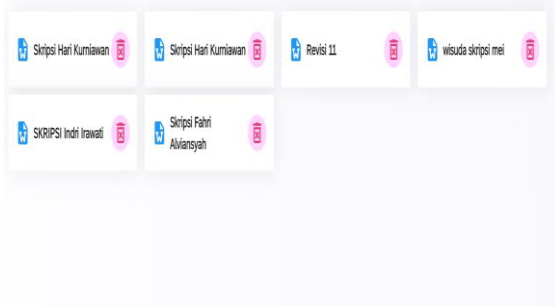 Skripsi Hari Kurniawan
Skripsi Hari Kurniawan
Revisi 11
wisuda skripsi mei
SKRIPSI Indri Irawati
Skripsi Fahri
Alviansyah